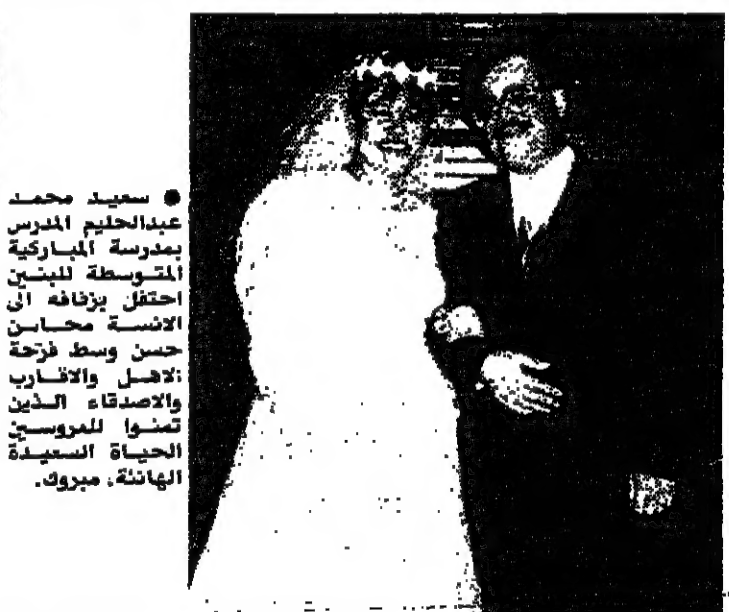 ● سعيد محمد
عبدالحليم المدرس
بمدرسة المباركية
المتوسطة للبنين
احتفل بزفافه الى
الانسة محاسن
حسن وسط فرحة
الاهل والاقارب
والاصدقاء الذين
تمنوا للعروسين
الحياة السعيدة
الهانئة، مبروك.